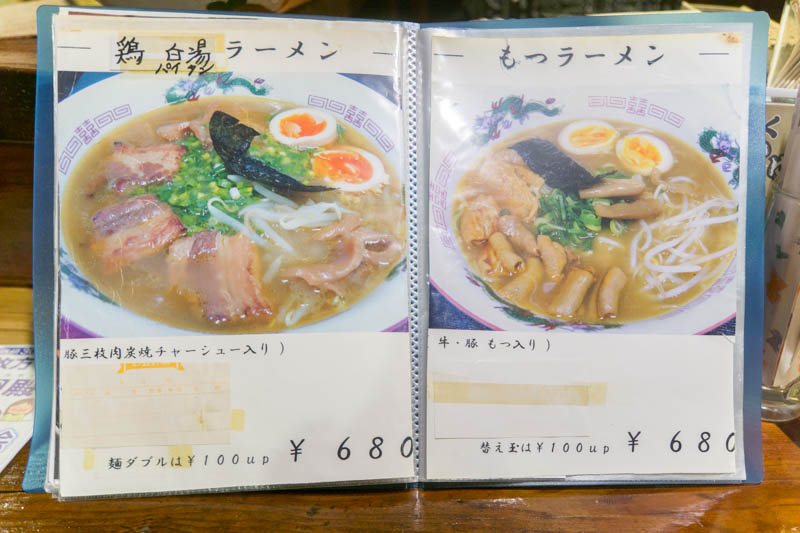 鶏 白湯 ラーメン
パイタン
豚三枚肉炭焼チャーシュー入り)
麺ダブルは¥100up
¥680
もつラーメン
牛・豚 もつ入り)
替え玉は¥100up
¥680